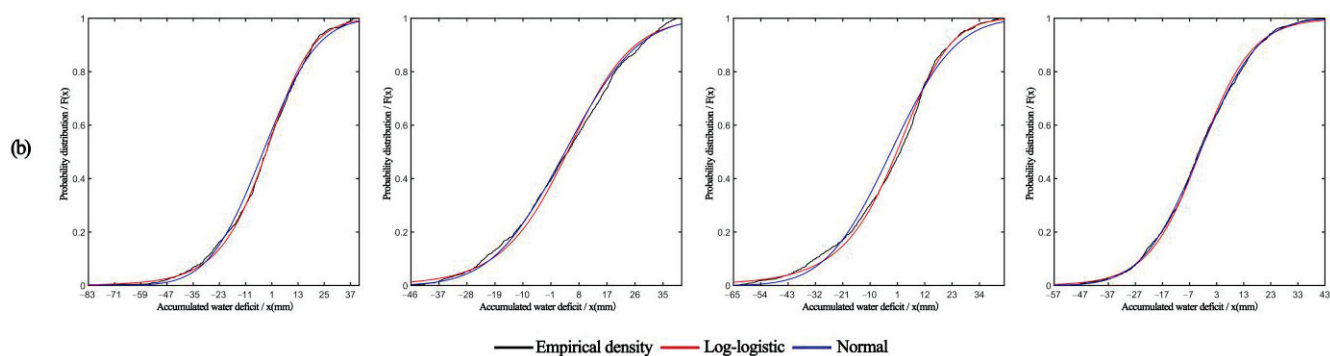 (b)
Probability distribution / F(x)
1
0.8
0.6
0.4
0.2
0
-83 -71 -59 -47 -35 -23 -11 1 13 25 37
Accumulated water deficit / x(mm)
Probability distribution / F(x)
1
0.8
0.6
0.4
0.2
0
-46 -37 -28 -19 -10 -1 8 17 26 35
Accumulated water deficit / x(mm)
Probability distribution / F(x)
1
0.8
0.6
0.4
0.2
0
-65 -54 -43 -32 -21 -10 1 12 23 34
Accumulated water deficit / x(mm)
Probability distribution / F(x)
1
0.8
0.6
0.4
0.2
0
-57 -47 -37 -27 -17 -7 3 13 23 33 43
Accumulated water deficit / x(mm)
Empirical density Log-logistic Normal